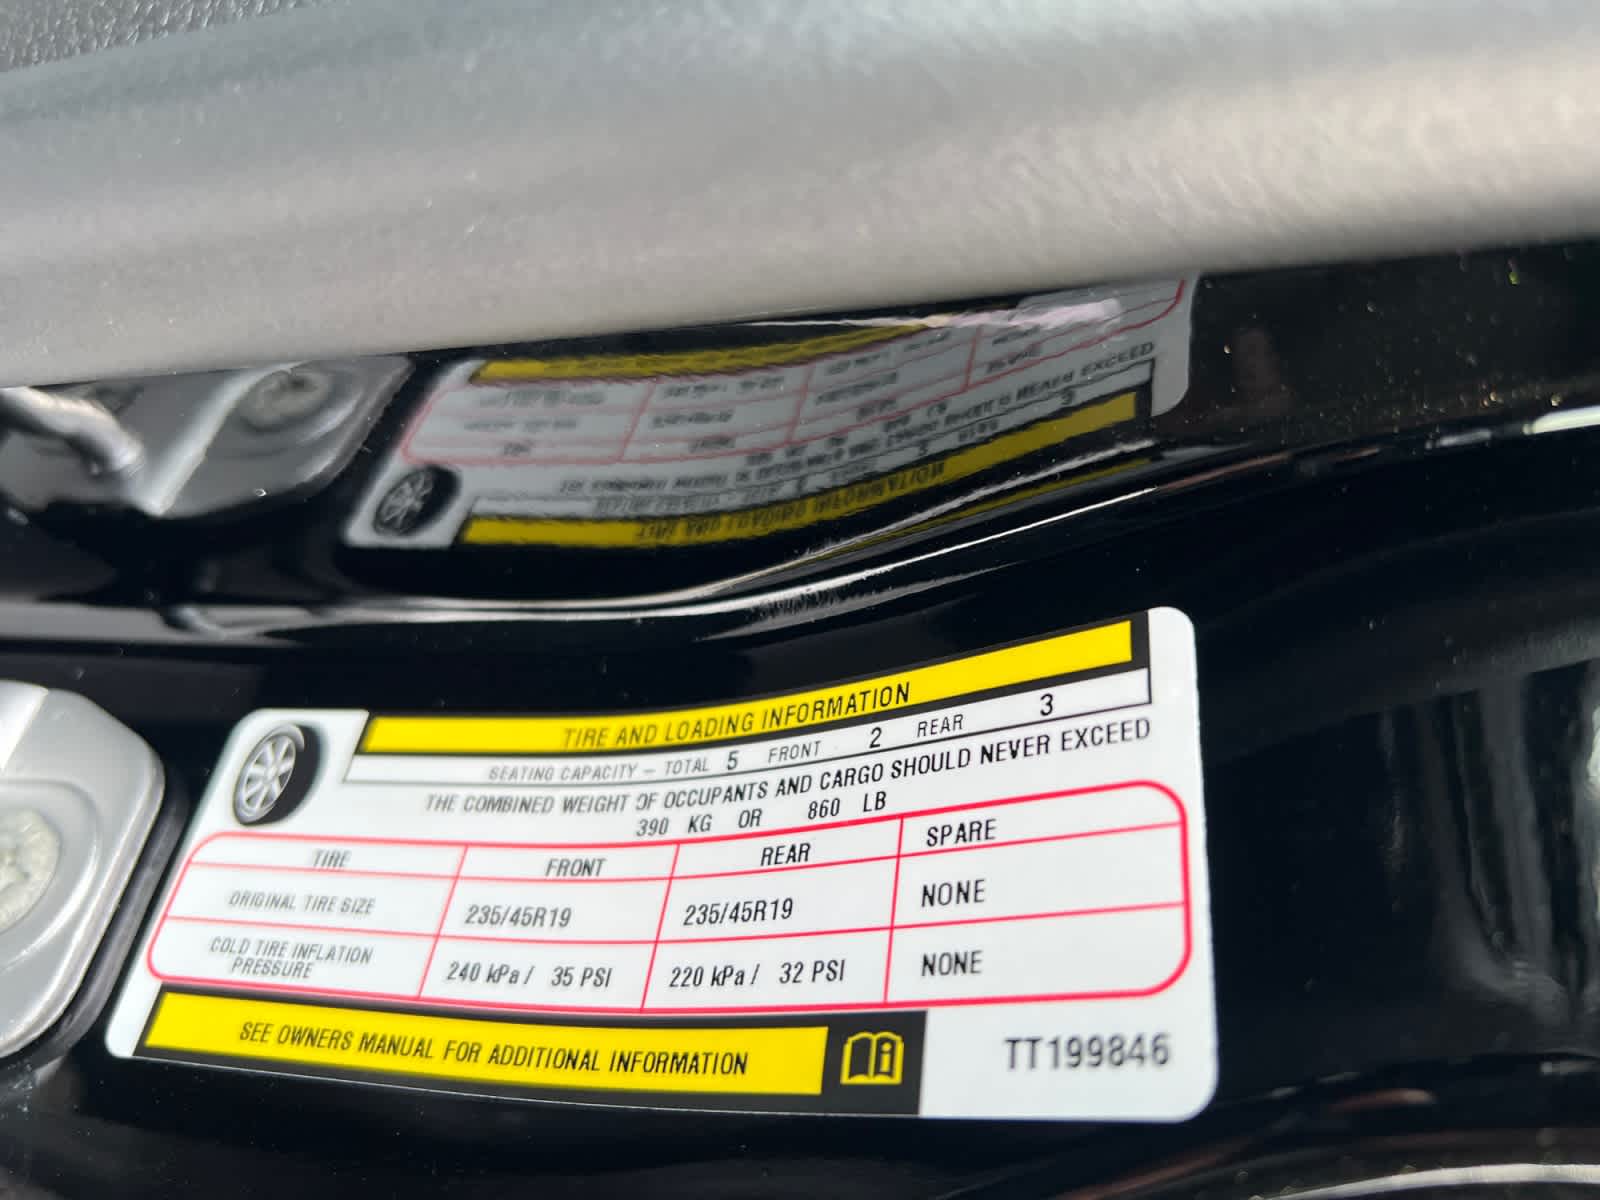 TIRE AND LOADING INFORMATION
SEATING CAPACITY – TOTAL 5 FRONT 2 REAR 3
THE COMBINED WEIGHT OF OCCUPANTS AND CARGO SHOULD NEVER EXCEED
390 KG OR 860 LB
TIRE FRONT REAR SPARE
ORIGINAL TIRE SIZE 235/45R19 235/45R19 NONE
COLD TIRE INFLATION
PRESSURE 240 kPa / 35 PSI 220 kPa / 32 PSI NONE
SEE OWNERS MANUAL FOR ADDITIONAL INFORMATION
TT199846